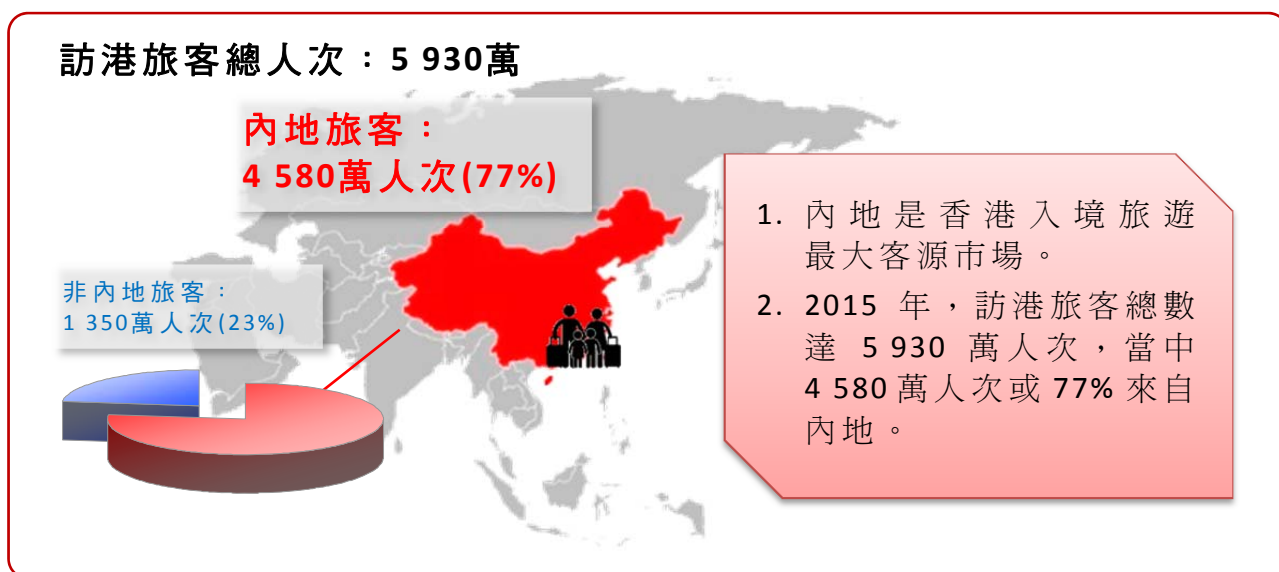 訪港旅客總人次：5 930萬
內地旅客：
4 580萬人次(77%)
非內地旅客：
1 350萬人次(23%)
1. 內地是香港入境旅遊
最大客源市場。
2. 2015 年，訪港旅客總數
達 5 930 萬人次，當中
4 580 萬人次或 77% 來自
內地。